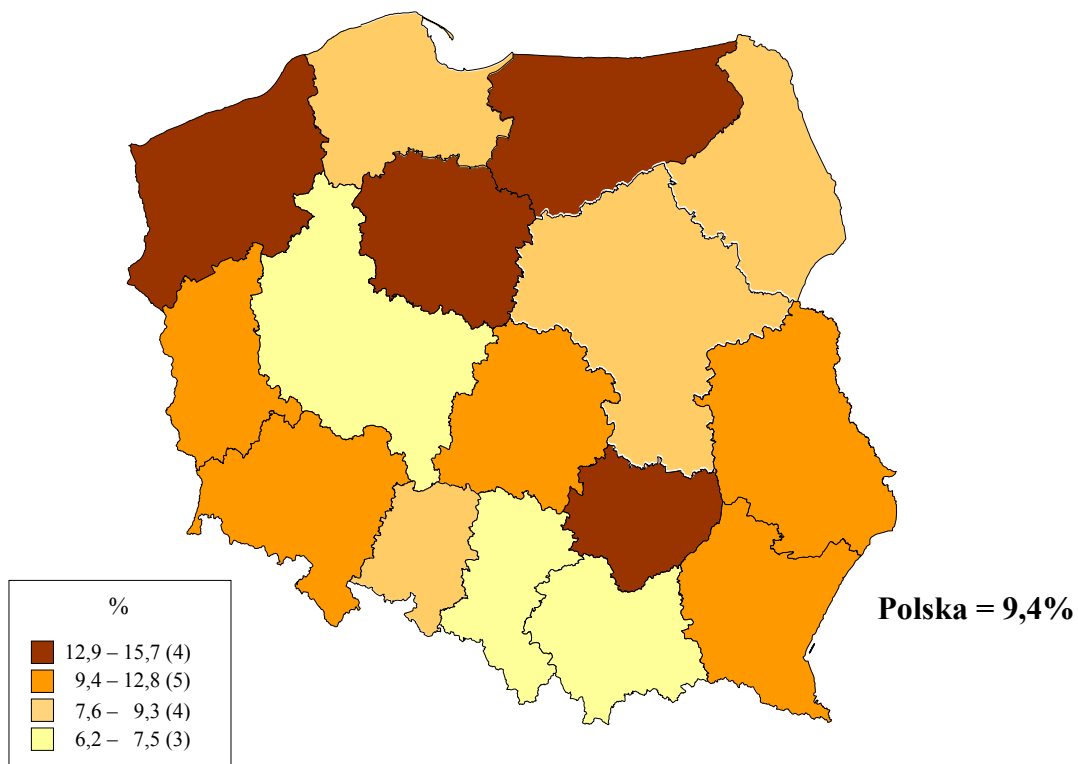 %
12,9 – 15,7 (4)
9,4 – 12,8 (5)
7,6 – 9,3 (4)
6,2 – 7,5 (3)
Polska = 9,4%